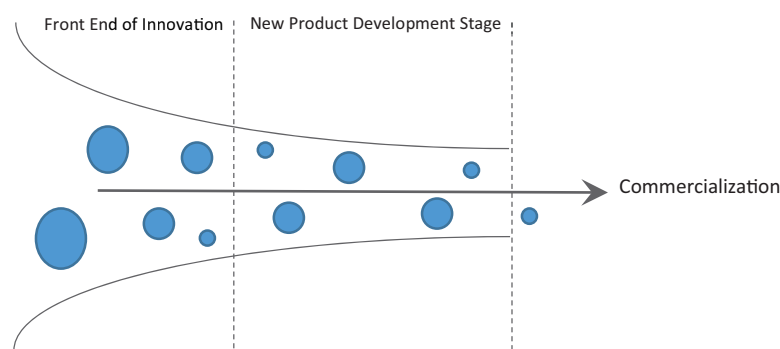 Front End of Innovation
New Product Development Stage
Commercialization